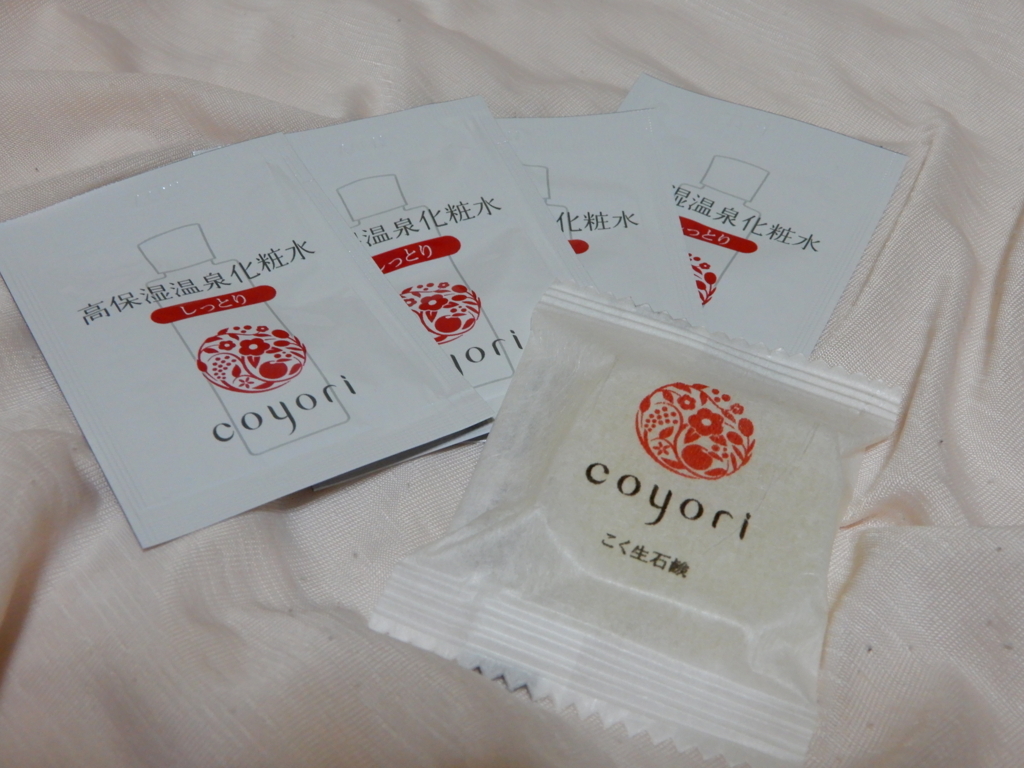 高保湿温泉化粧水
しっとり
coyori
温泉化粧水
しっとり
yori
化粧水
湿温泉化粧水
しっとり
coyori
こく生石鹸